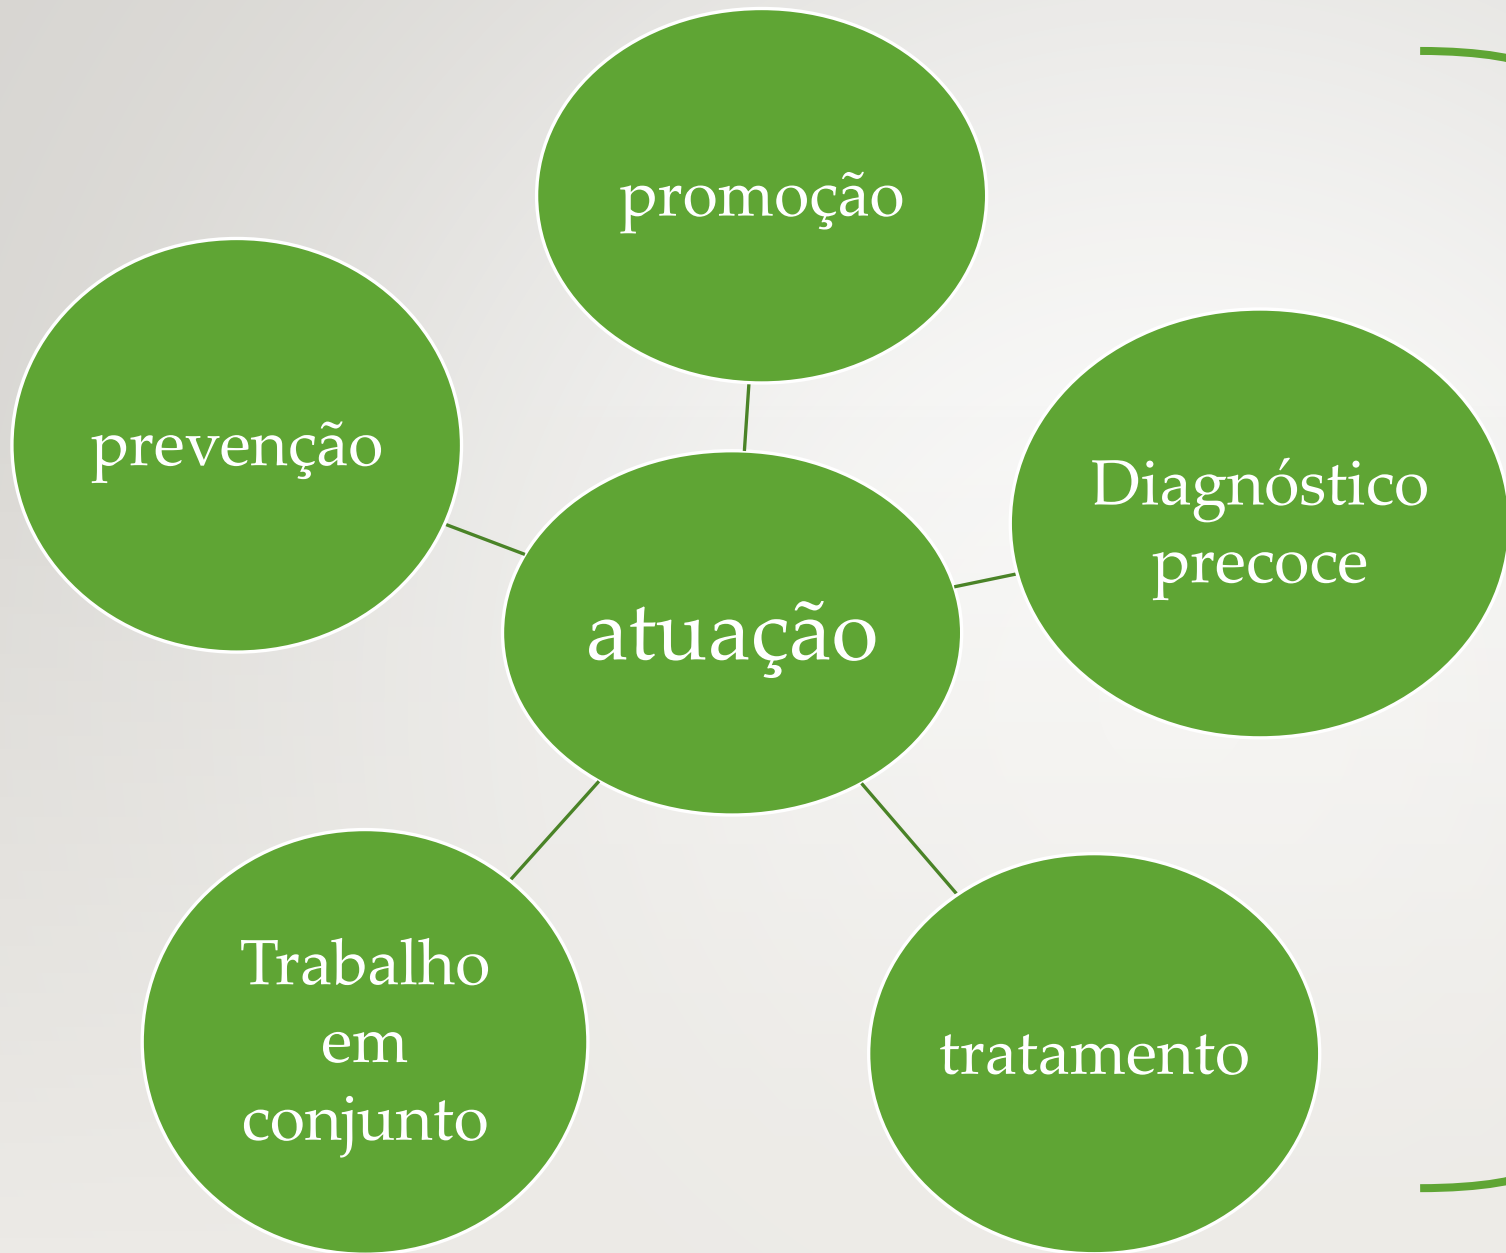 promoção
prevenção
Diagnóstico
precoce
atuação
Trabalho
em
conjunto
tratamento